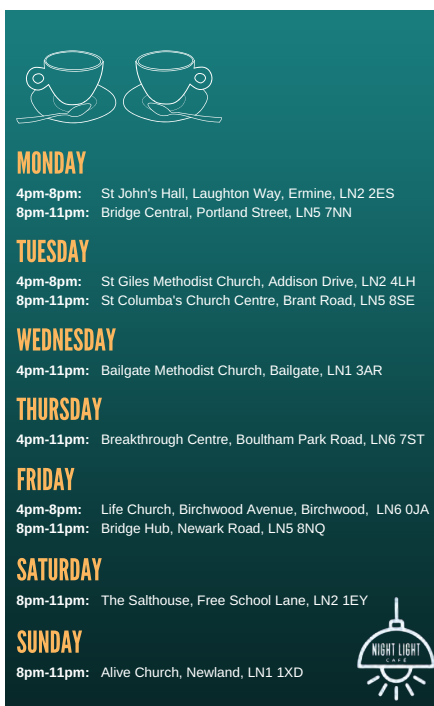 MONDAY
4pm-8pm: St John's Hall, Laughton Way, Ermine, LN2 2ES
8pm-11pm: Bridge Central, Portland Street, LN5 7NN
TUESDAY
4pm-8pm: St Giles Methodist Church, Addison Drive, LN2 4LH
8pm-11pm: St Columba's Church Centre, Brant Road, LN5 8SE
WEDNESDAY
4pm-11pm: Bailgate Methodist Church, Bailgate, LN1 3AR
THURSDAY
4pm-11pm: Breakthrough Centre, Boultham Park Road, LN6 7ST
FRIDAY
4pm-8pm: Life Church, Birchwood Avenue, Birchwood, LN6 0JA
8pm-11pm: Bridge Hub, Newark Road, LN5 8NQ
SATURDAY
8pm-11pm: The Salthouse, Free School Lane, LN2 1EY
SUNDAY
8pm-11pm: Alive Church, Newland, LN1 1XD
NIGHT LIGHT
CAFE